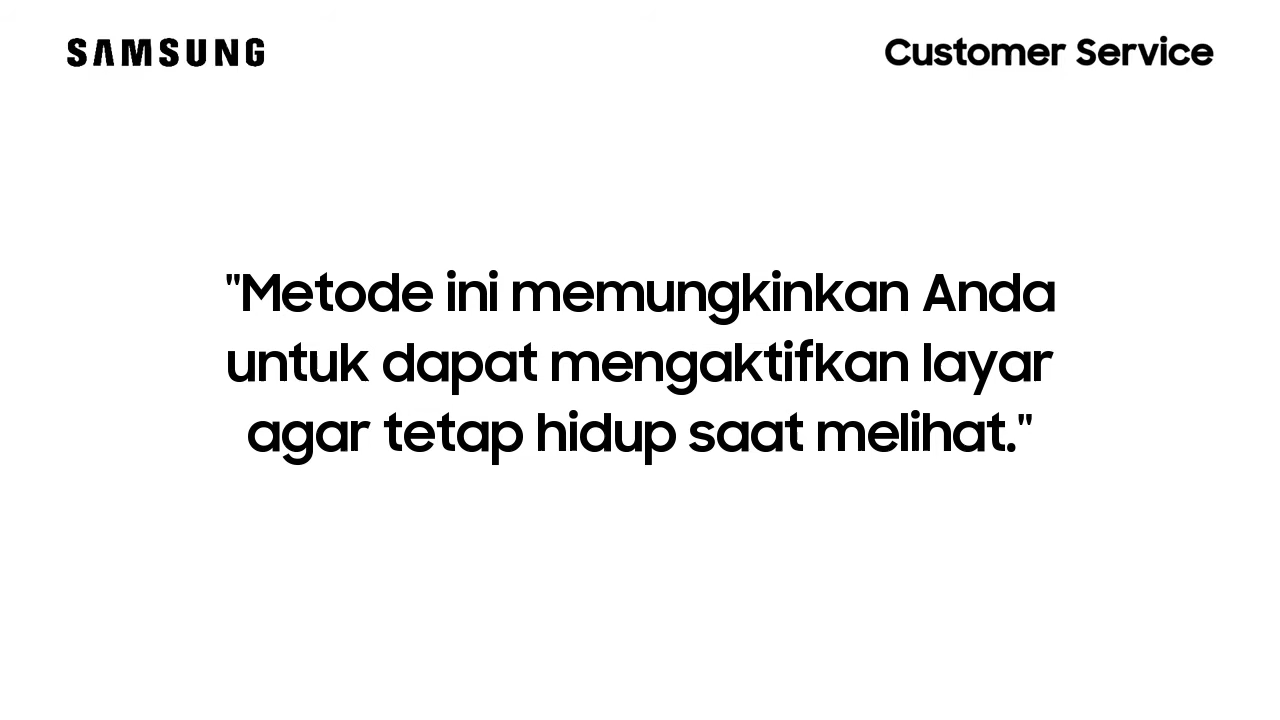 SAMSUNG
Customer Service
"Metode ini memungkinkan Anda
untuk dapat mengaktifkan layar
agar tetap hidup saat melihat."